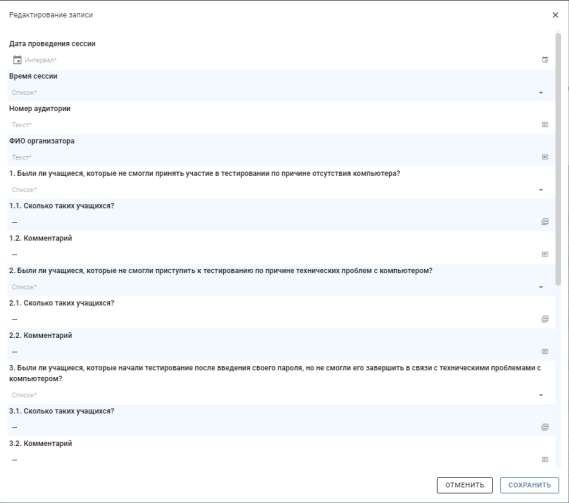 Редактирование записи
Дата проведения сессии
Интервал*
Время сессии
Список*
Номер аудитории
Текст*
ФИО организатора
Текст*
1. Были ли учащиеся, которые не смогли принять участие в тестировании по причине отсутствия компьютера?
Список*
1.1. Сколько таких учащихся?
—
1.2. Комментарий
—
2. Были ли учащиеся, которые не смогли приступить к тестированию по причине технических проблем с компьютером?
Список*
2.1. Сколько таких учащихся?
—
2.2. Комментарий
—
3. Были ли учащиеся, которые начали тестирование после введения своего пароля, но не смогли его завершить в связи с техническими проблемами с
компьютером?
Список*
3.1. Сколько таких учащихся?
—
3.2. Комментарий
—
ОТМЕНИТЬ СОХРАНИТЬ